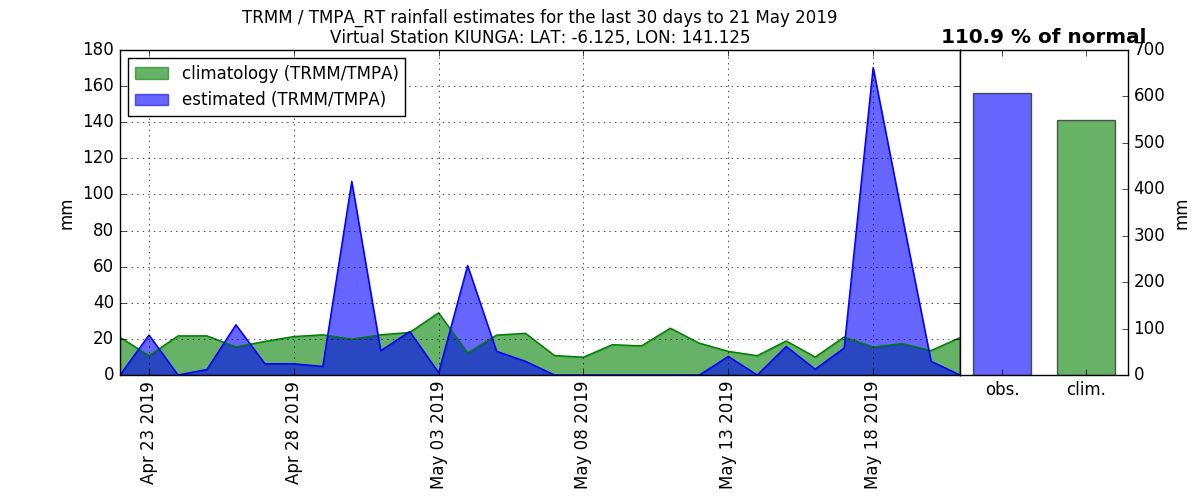 TRMM / TMPA_RT rainfall estimates for the last 30 days to 21 May 2019
Virtual Station KIUNGA: LAT: -6.125, LON: 141.125
110.9 % of normal
climatology (TRMM/TMPA)
estimated (TRMM/TMPA)
mm
180
160
140
120
100
80
60
40
20
0
Apr 23 2019
Apr 28 2019
May 03 2019
May 08 2019
May 13 2019
May 18 2019
700
600
500
400
300
200
100
0
mm
obs.
clim.